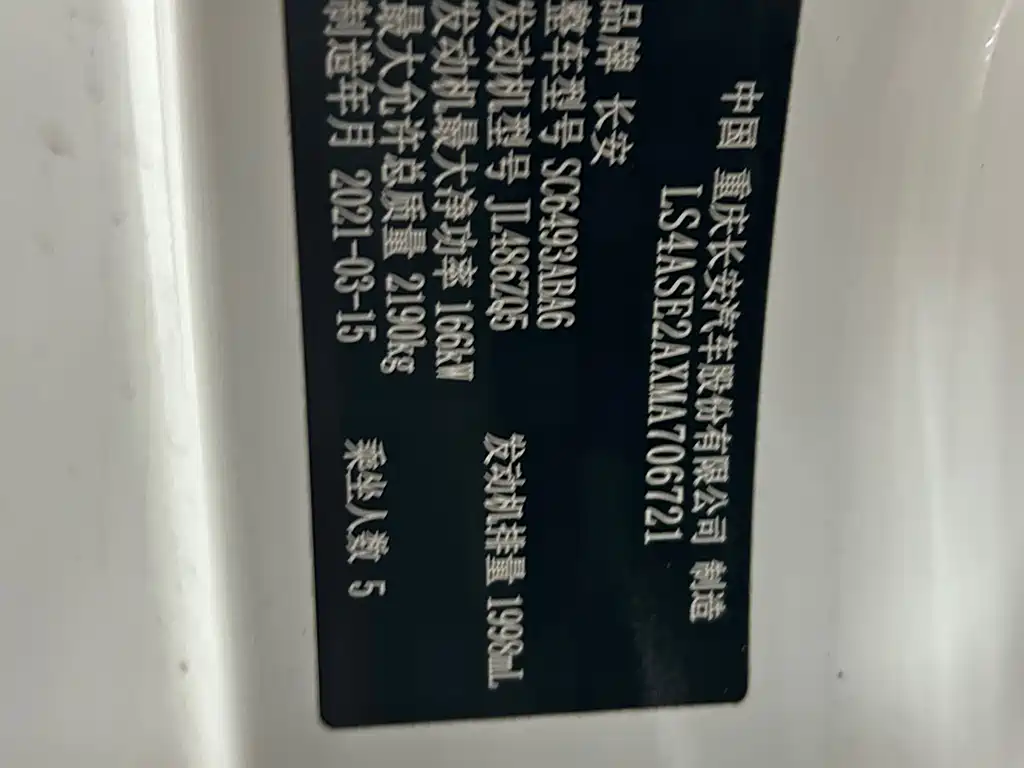 中国 重庆长安汽车股份有限公司 制造
LS4ASE2AXMA706721
品牌 长安
整车型号 SC6493ABA6
发动机型号 JL486ZQ5 发动机排量 1998mL
发动机最大净功率 166kW
最大允许总质量 2190kg
制造年月 2021-03-15 乘坐人数 5